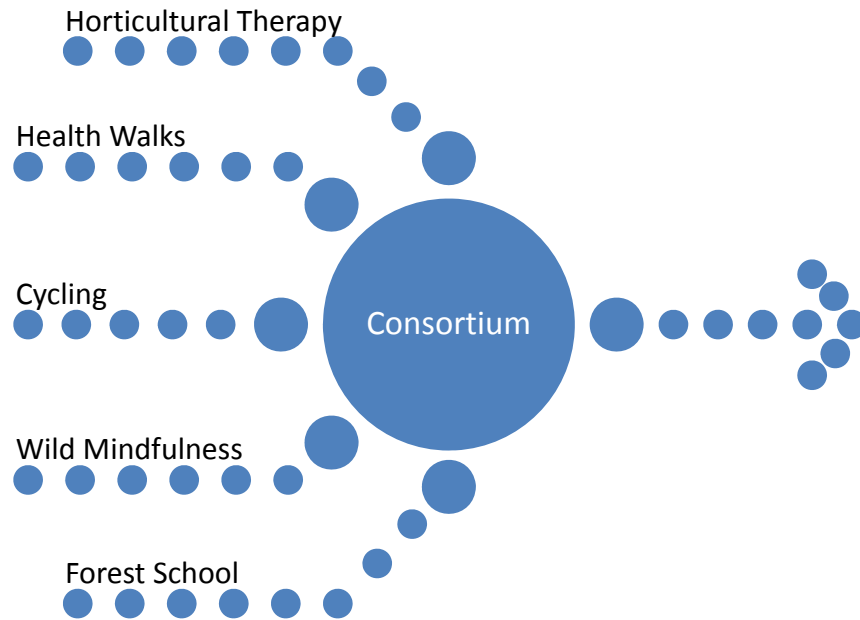 Horticultural Therapy
Health Walks
Cycling
Consortium
Wild Mindfulness
Forest School